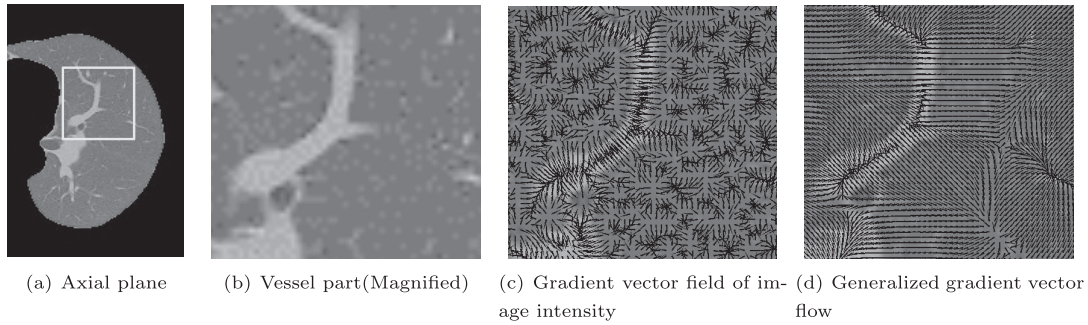 (a) Axial plane
(b) Vessel part(Magnified)
(c) Gradient vector field of im-
age intensity
(d) Generalized gradient vector
flow